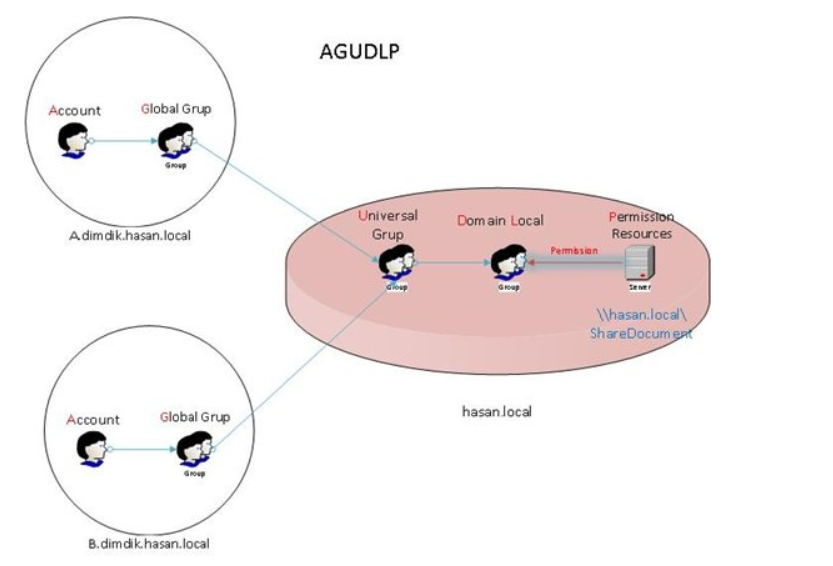 AGUDLP
Account
Global Grup
Group
A.dimdik.hasan.local
Universal
Grup
Group
Domain Local
Group
Permission
Permission
Resources
Server
\\hasan.local\
ShareDocument
hasan.local
Account
Global Grup
Group
B.dimdik.hasan.local